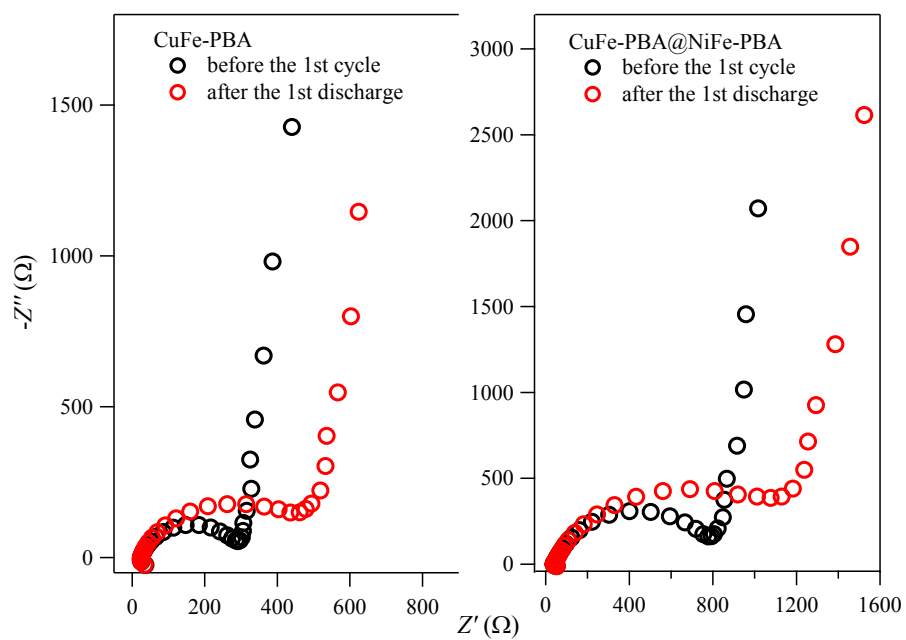 CuFe-PBA
before the 1st cycle
after the 1st discharge
1500
1000
500
0
0 200 400 600 800
-Z″ (Ω)
CuFe-PBA@NiFe-PBA
before the 1st cycle
after the 1st discharge
3000
2500
2000
1500
1000
500
0
0 400 800 1200 1600
Z′ (Ω)